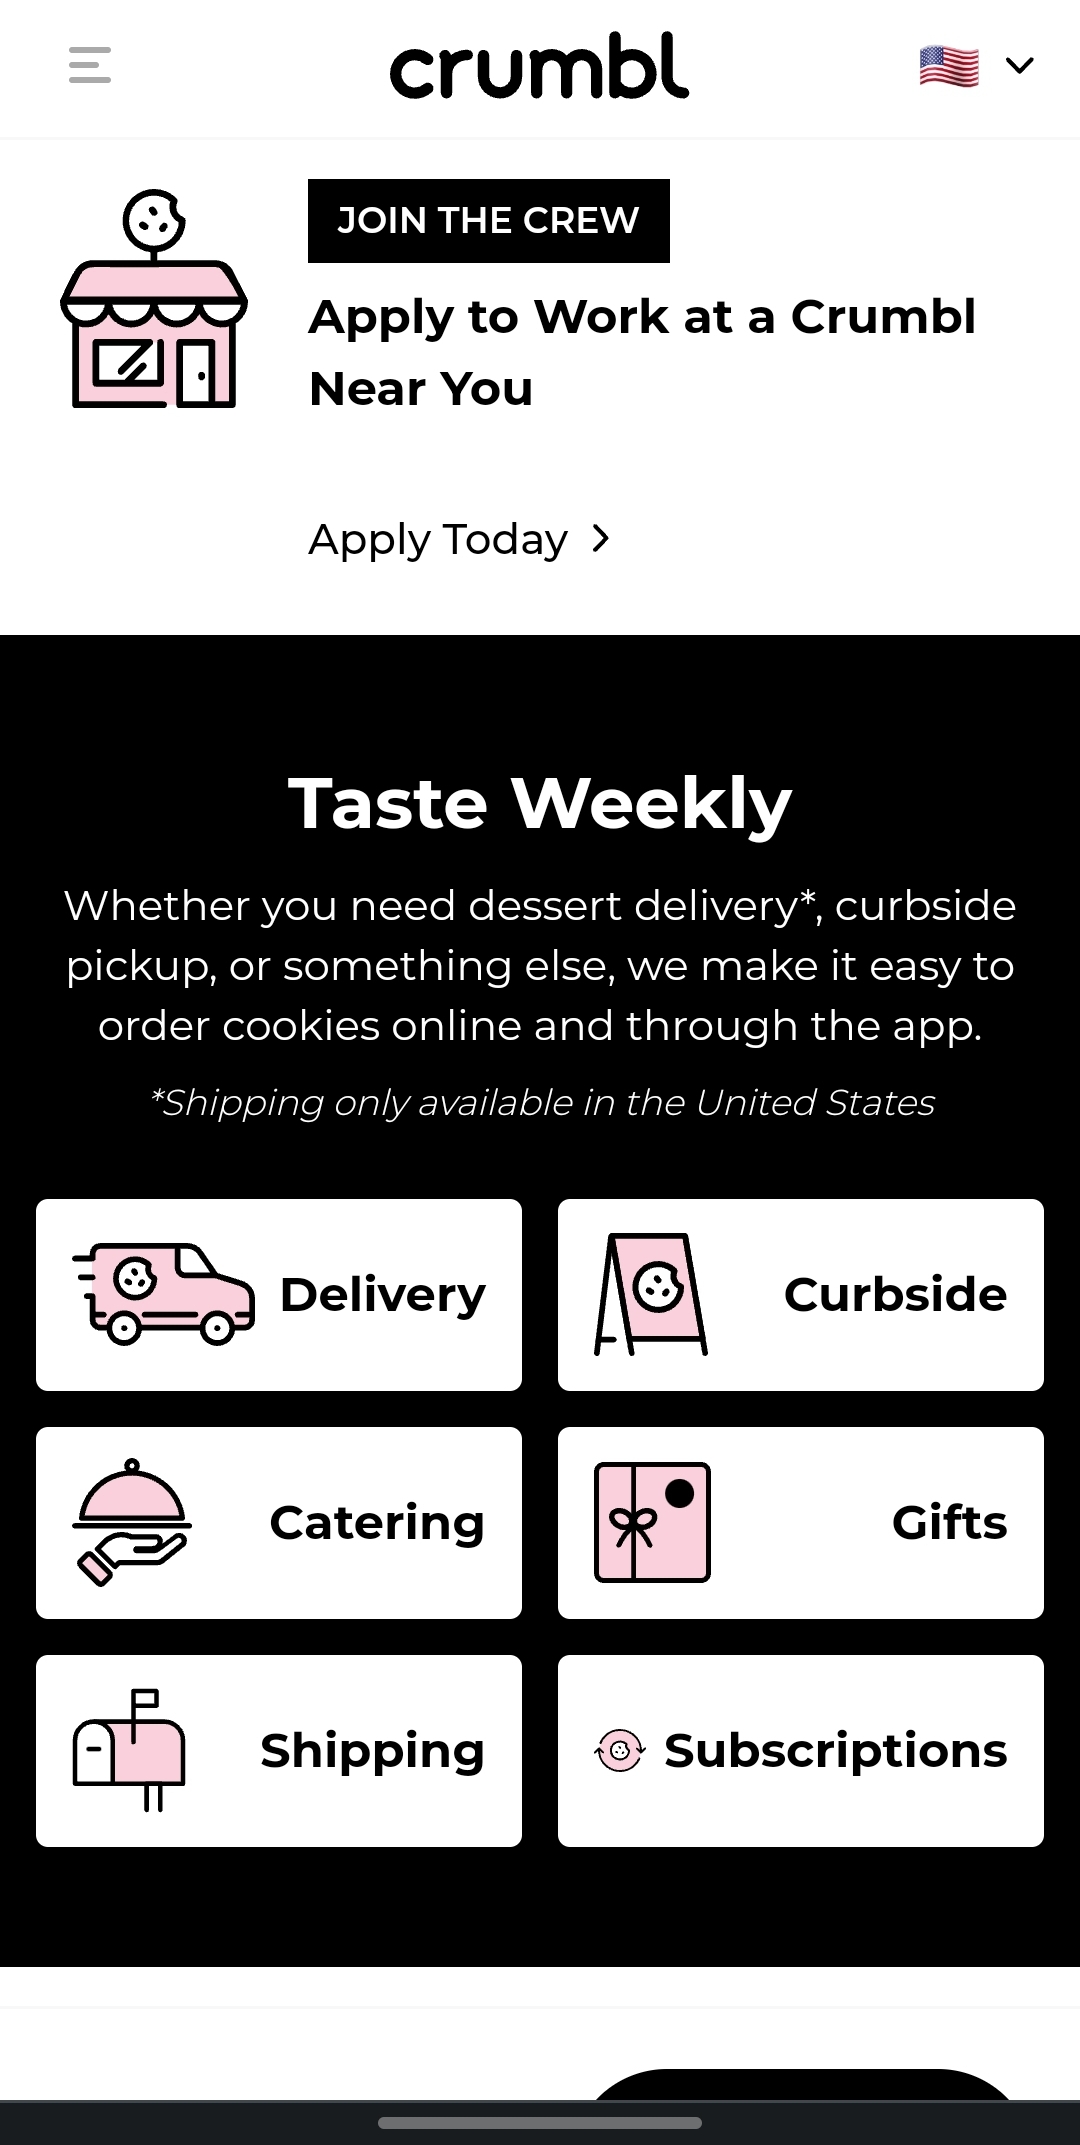 crumbl
JOIN THE CREW
Apply to Work at a Crumbl
Near You
Apply Today
Taste Weekly
Whether you need dessert delivery*, curbside
pickup, or something else, we make it easy to
order cookies online and through the app.
*Shipping only available in the United States
Delivery
Curbside
Catering
Gifts
Shipping
Subscriptions